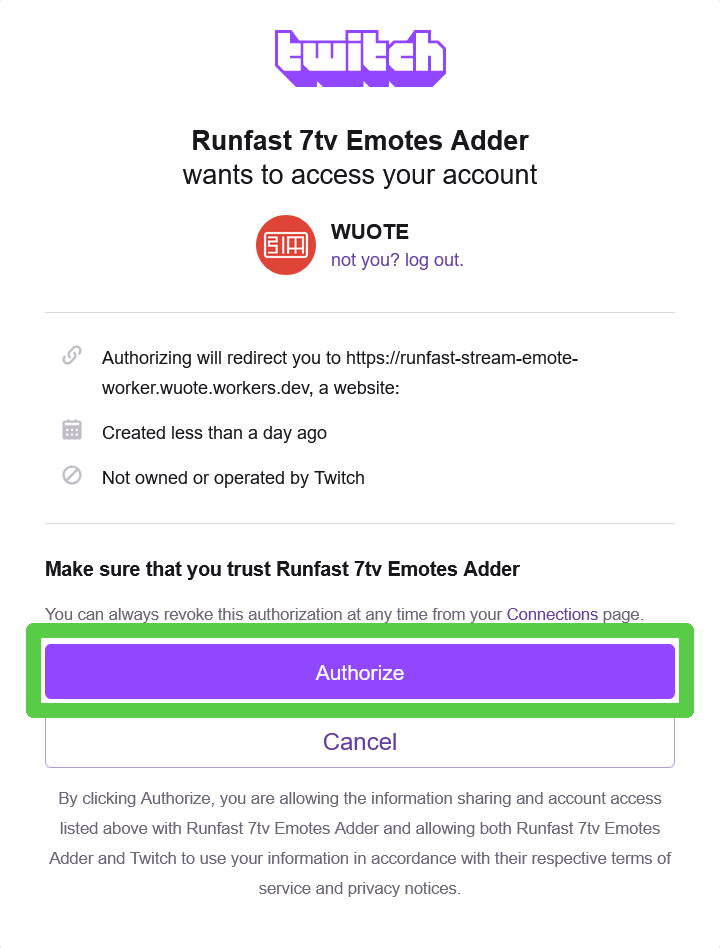 twitch
Runfast 7tv Emotes Adder
wants to access your account
WUOTE
not you? log out.
Authorizing will redirect you to https://runfast-stream-emote-
worker.wuote.workers.dev, a website:
Created less than a day ago
Not owned or operated by Twitch
Make sure that you trust Runfast 7tv Emotes Adder
You can always revoke this authorization at any time from your Connections page.
Authorize
Cancel
By clicking Authorize, you are allowing the information sharing and account access
listed above with Runfast 7tv Emotes Adder and allowing both Runfast 7tv Emotes
Adder and Twitch to use your information in accordance with their respective terms of
service and privacy notices.